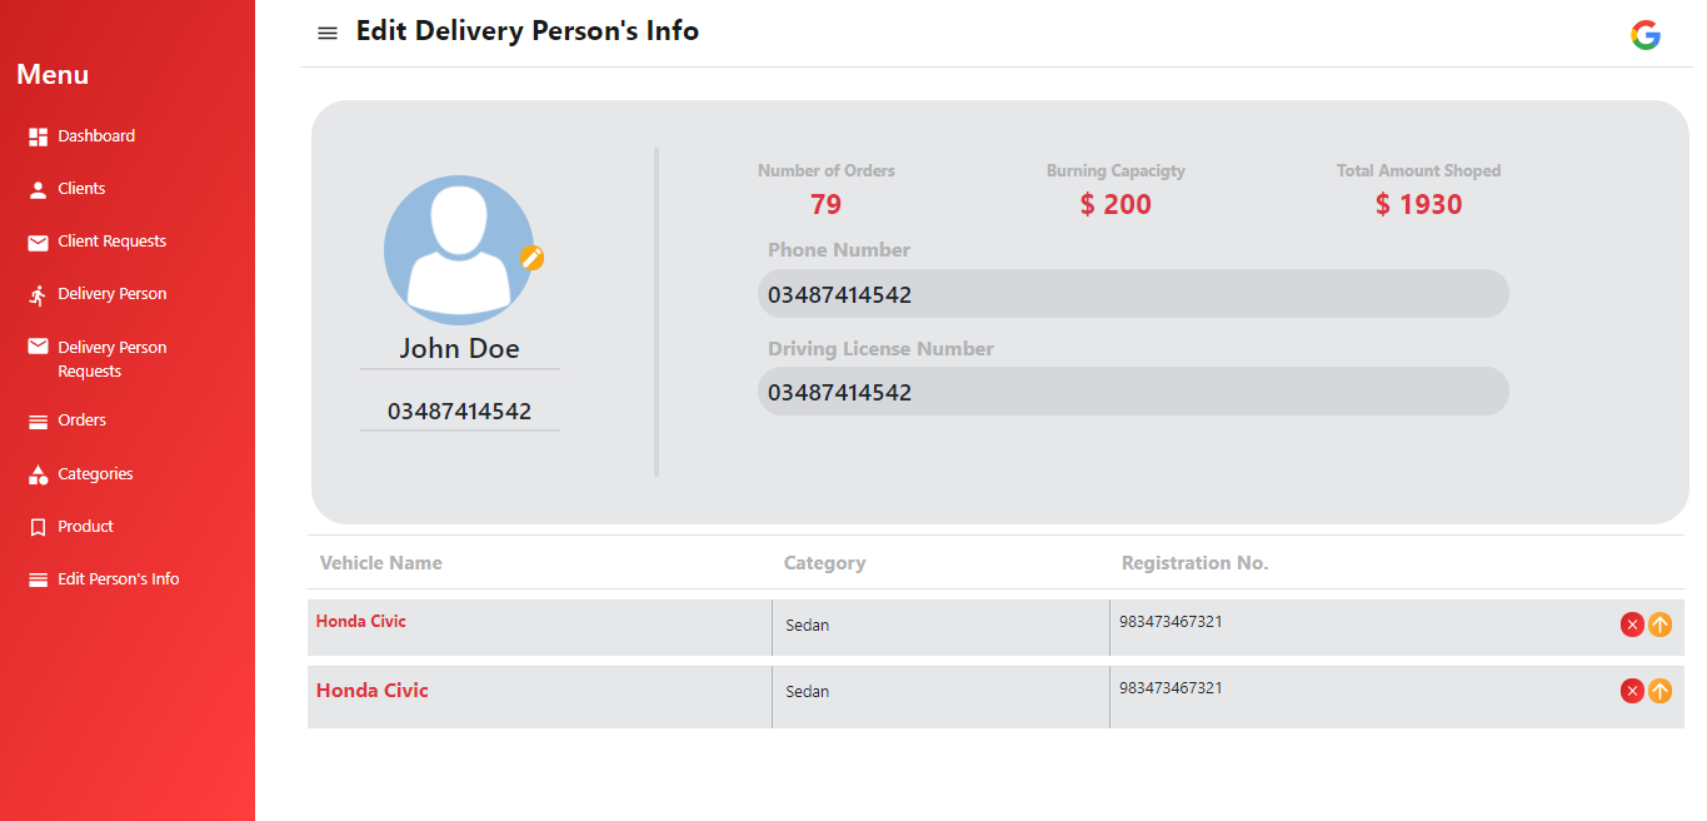 Menu
Dashboard
Clients
Client Requests
Delivery Person
Delivery Person
Requests
Orders
Categories
Product
Edit Person's Info
Edit Delivery Person's Info
John Doe
03487414542
Number of Orders
79
Burning Capacigty
$ 200
Total Amount Shoped
$ 1930
Phone Number
03487414542
Driving License Number
03487414542
Vehicle Name Category Registration No.
Honda Civic Sedan 983473467321
Honda Civic Sedan 983473467321